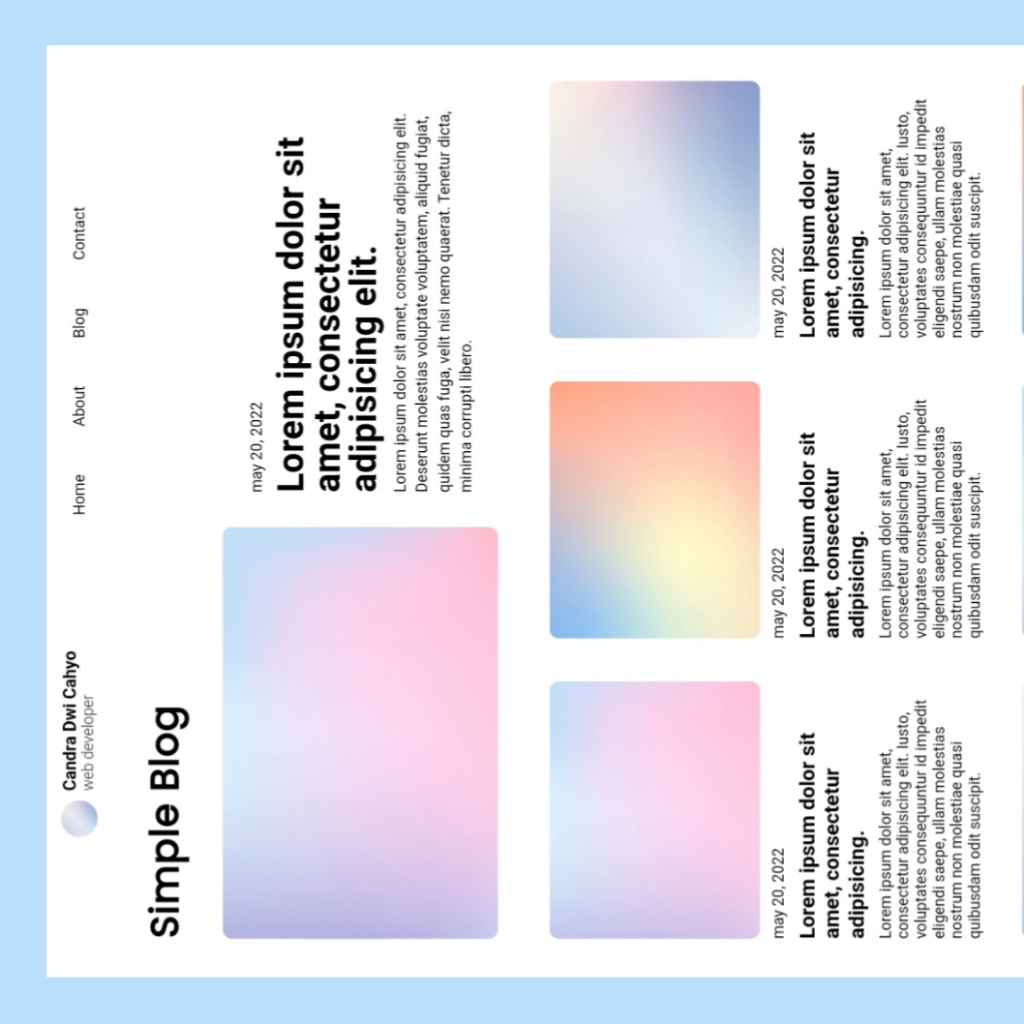 Candra Dwi Cahyo
web developer
Home
About
Blog
Contact
Simple Blog
may 20, 2022
Lorem ipsum dolor sit
amet, consectetur
adipisicing elit.
Lorem ipsum dolor sit amet, consectetur adipisicing elit.
Deserunt molestias voluptate voluptatem, aliquid fugiat,
quidem quas fuga, velit nisi nemo quaerat. Tenetur dicta,
minima corrupti libero.
may 20, 2022
Lorem ipsum dolor sit
amet, consectetur
adipisicing.
Lorem ipsum dolor sit amet,
consectetur adipisicing elit. Iusto,
voluptates consequuntur id impedit
eligendi saepe, ullam molestias
nostrum non molestiae quasi
quibusdam odit suscipit.
may 20, 2022
Lorem ipsum dolor sit
amet, consectetur
adipisicing.
Lorem ipsum dolor sit amet,
consectetur adipisicing elit. Iusto,
voluptates consequuntur id impedit
eligendi saepe, ullam molestias
nostrum non molestiae quasi
quibusdam odit suscipit.
may 20, 2022
Lorem ipsum dolor sit
amet, consectetur
adipisicing.
Lorem ipsum dolor sit amet,
consectetur adipisicing elit. Iusto,
voluptates consequuntur id impedit
eligendi saepe, ullam molestias
nostrum non molestiae quasi
quibusdam odit suscipit.